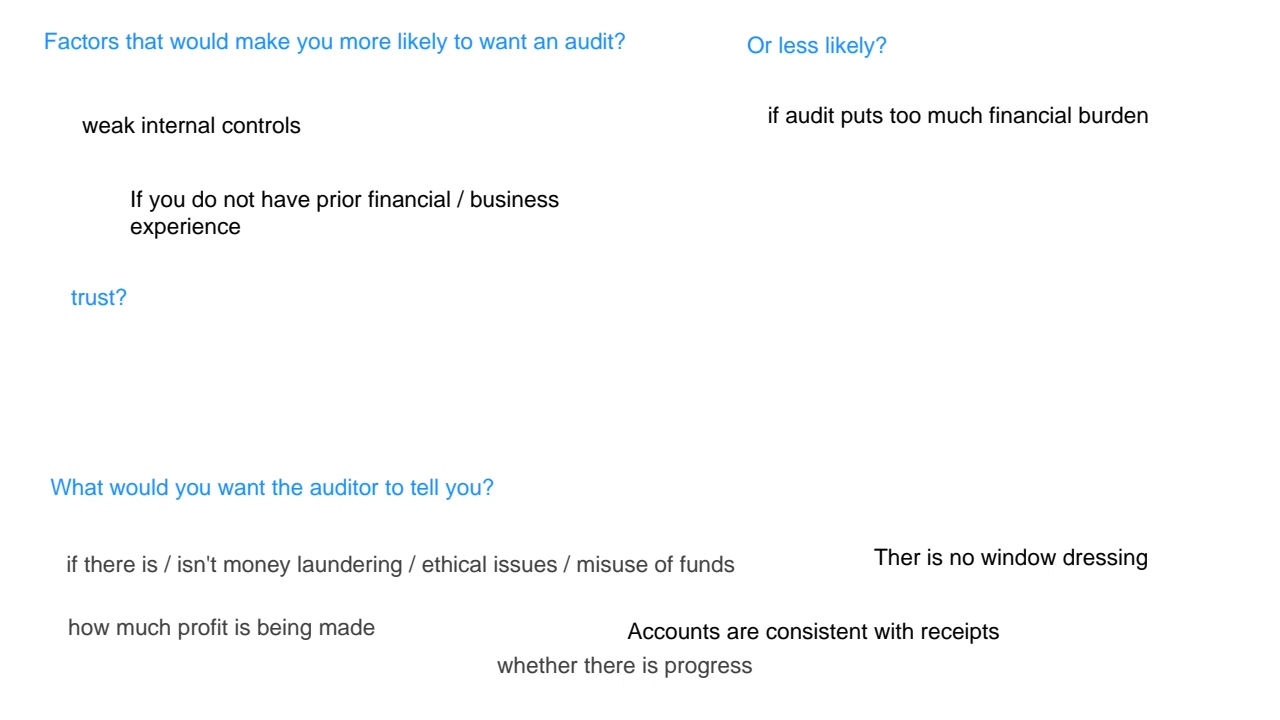 Factors that would make you more likely to want an audit?
Or less likely?
weak internal controls
if audit puts too much financial burden
If you do not have prior financial / business
experience
trust?
What would you want the auditor to tell you?
if there is / isn't money laundering / ethical issues / misuse of funds
Ther is no window dressing
how much profit is being made
Accounts are consistent with receipts
whether there is progress